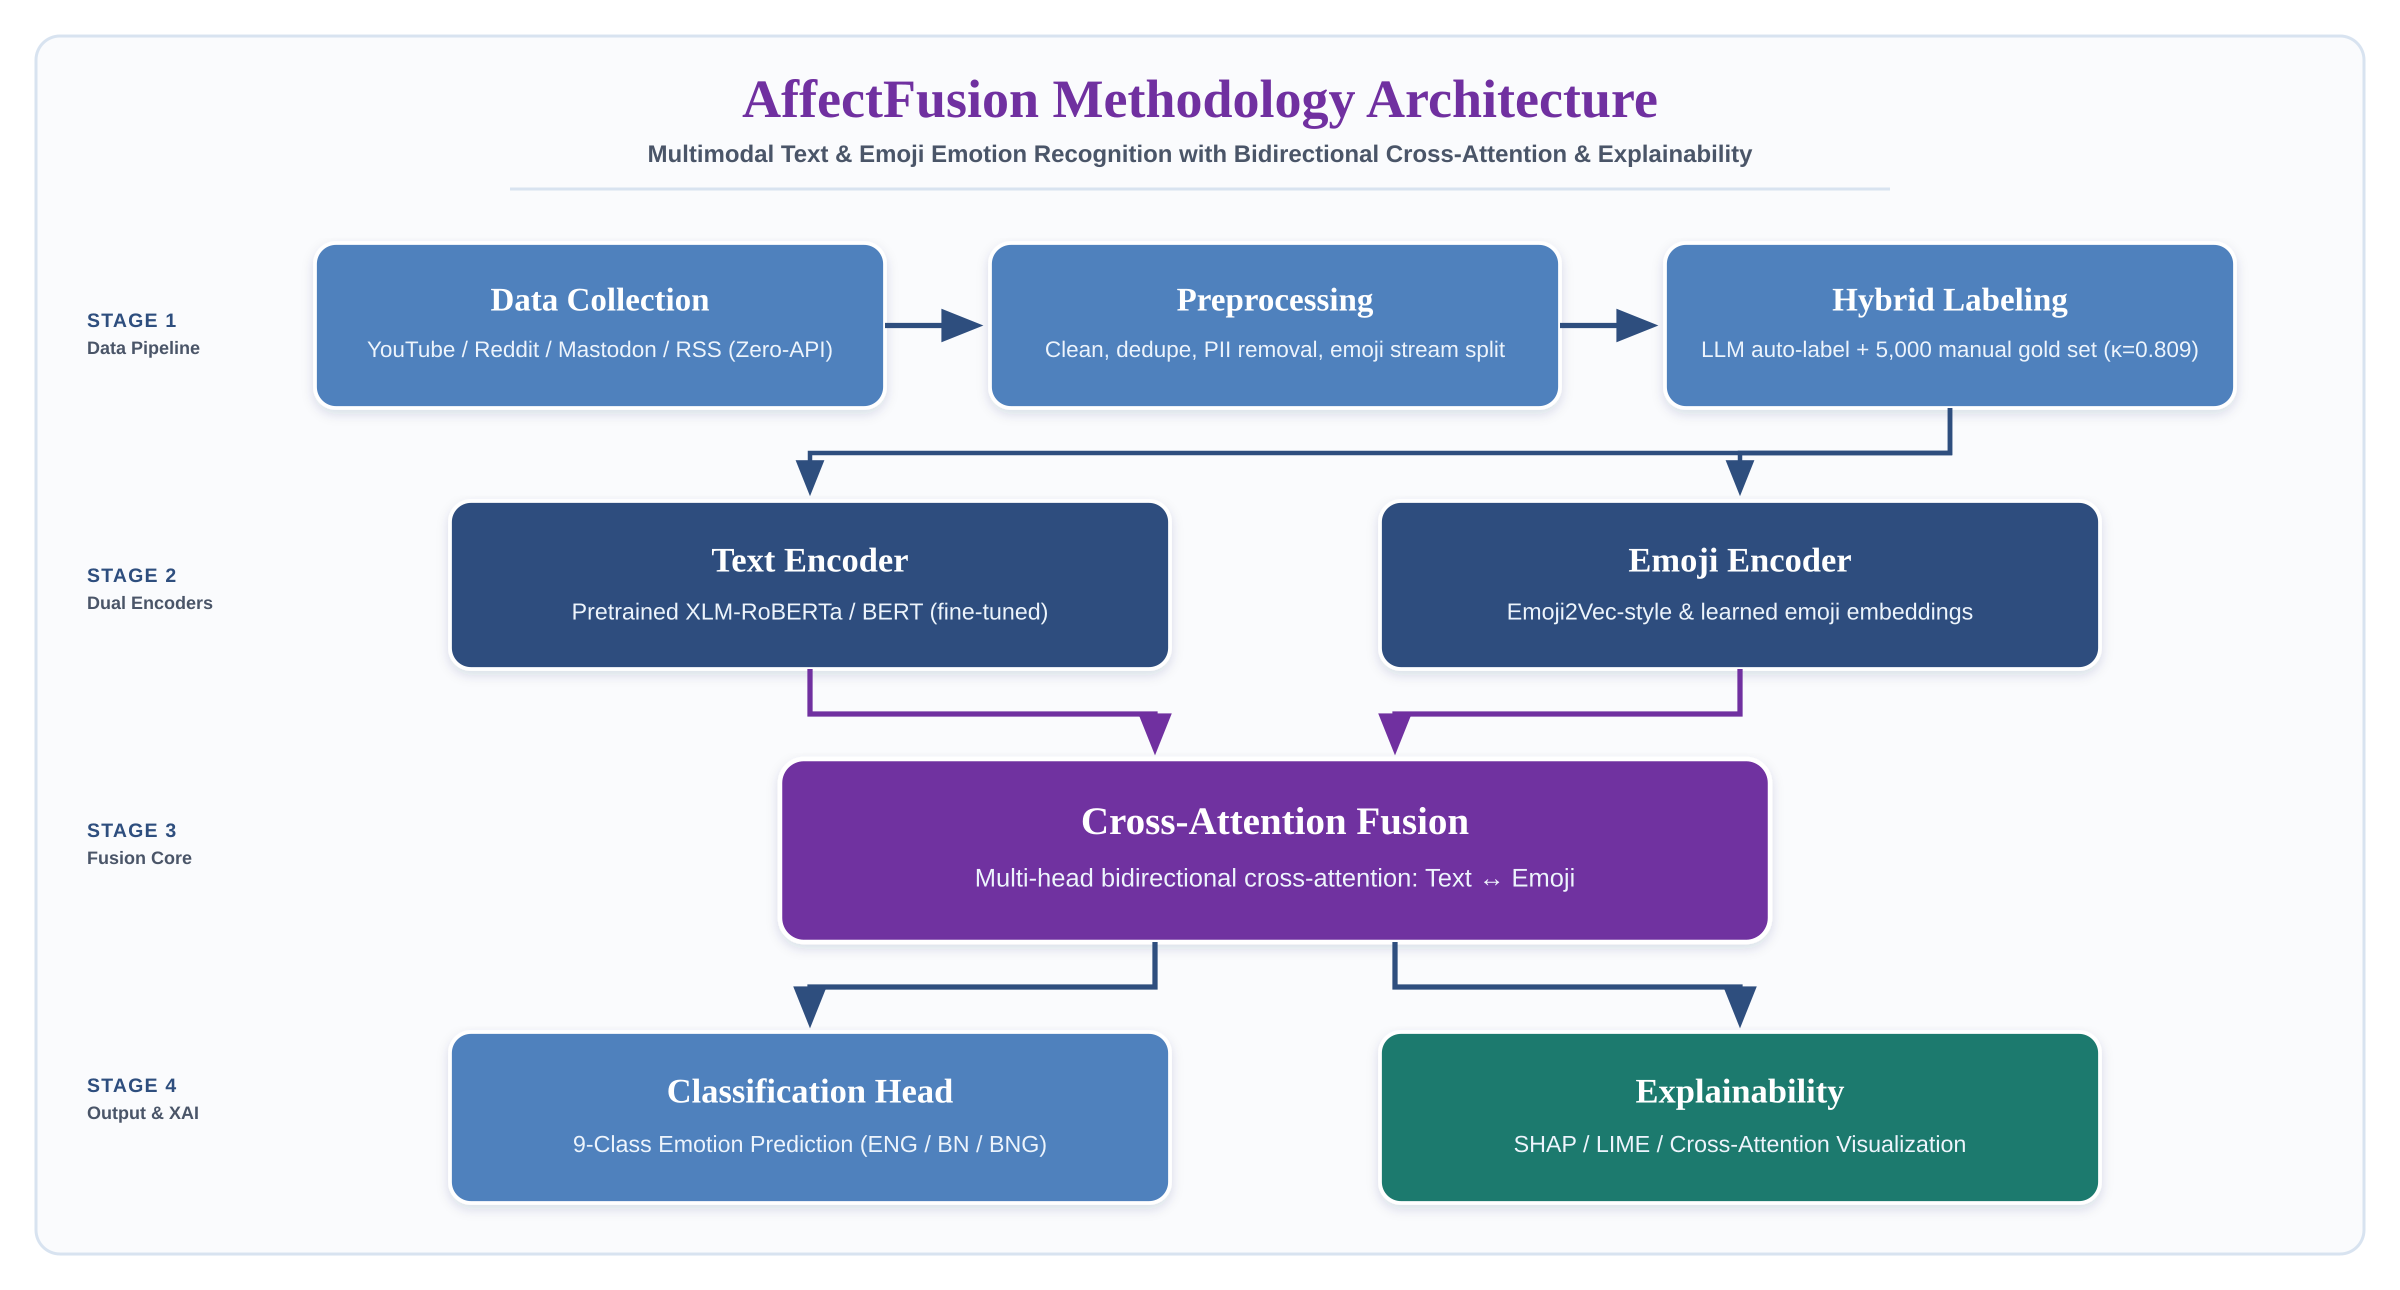 AffectFusion Methodology Architecture
Multimodal Text & Emoji Emotion Recognition with Bidirectional Cross-Attention & Explainability
STAGE 1
Data Pipeline
Data Collection
YouTube / Reddit / Mastodon / RSS (Zero-API)
Preprocessing
Clean, dedupe, PII removal, emoji stream split
Hybrid Labeling
LLM auto-label + 5,000 manual gold set (κ=0.809)
STAGE 2
Dual Encoders
Text Encoder
Pretrained XLM-RoBERTa / BERT (fine-tuned)
Emoji Encoder
Emoji2Vec-style & learned emoji embeddings
STAGE 3
Fusion Core
Cross-Attention Fusion
Multi-head bidirectional cross-attention: Text ↔ Emoji
STAGE 4
Output & XAI
Classification Head
9-Class Emotion Prediction (ENG / BN / BNG)
Explainability
SHAP / LIME / Cross-Attention Visualization